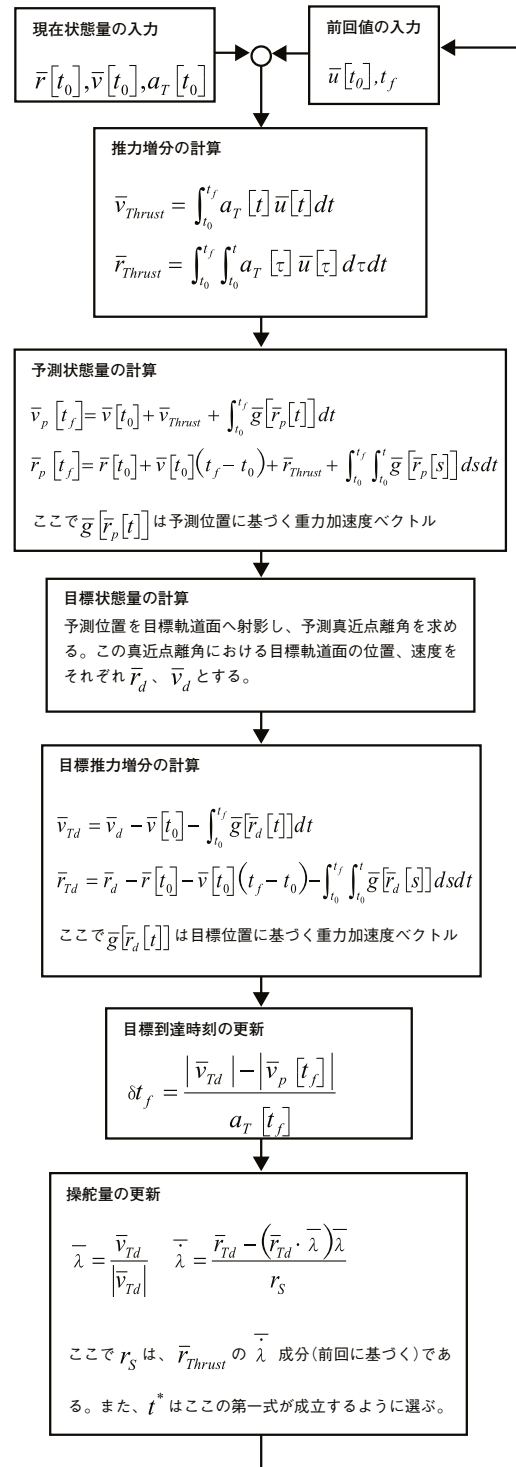 現在状態量の入力
r̅[t₀],v̅[t₀],a_T[t₀]
前回値の入力
u̅[t₀],t_f
推力増分の計算
v̅_Thrust = ∫_{t₀}^{t_f} a_T[t] u̅[t]dt
r̅_Thrust = ∫_{t₀}^{t_f} ∫_{t₀}^{t} a_T[τ] u̅[τ] dτdt
予測状態量の計算
v̅_p[t_f] = v̅[t₀] + v̅_Thrust + ∫_{t₀}^{t_f} g̅[r̅_p[t]]dt
r̅_p[t_f] = r̅[t₀] + v̅[t₀](t_f − t₀) + r̅_Thrust + ∫_{t₀}^{t_f} ∫_{t₀}^{t} g̅[r̅_p[s]]dsdt
ここで g̅[r̅_p[t]] は予測位置に基づく重力加速度ベクトル
目標状態量の計算
予測位置を目標軌道面へ射影し、予測真近点離角を求め
る。この真近点離角における目標軌道面の位置、速度を
それぞれ r̅_d 、 v̅_d とする。
目標推力増分の計算
v̅_Td = v̅_d − v̅[t₀] − ∫_{t₀}^{t_f} g̅[r̅_d[t]]dt
r̅_Td = r̅_d − r̅[t₀] − v̅[t₀](t_f − t₀) − ∫_{t₀}^{t_f} ∫_{t₀}^{t} g̅[r̅_d[s]]dsdt
ここで g̅[r̅_d[t]] は目標位置に基づく重力加速度ベクトル
目標到達時刻の更新
δt_f = (|v̅_Td| − |v̅_p[t_f]|) / a_T[t_f]
操舵量の更新
λ̅ = v̅_Td / |v̅_Td|  λ̅̇ = (r̅_Td − (r̅_Td · λ̅)λ̅) / r_S
ここで r_S は、 r̅_Thrust の λ̅̇ 成分(前回に基づく)であ
る。また、 t* はここの第一式が成立するように選ぶ。